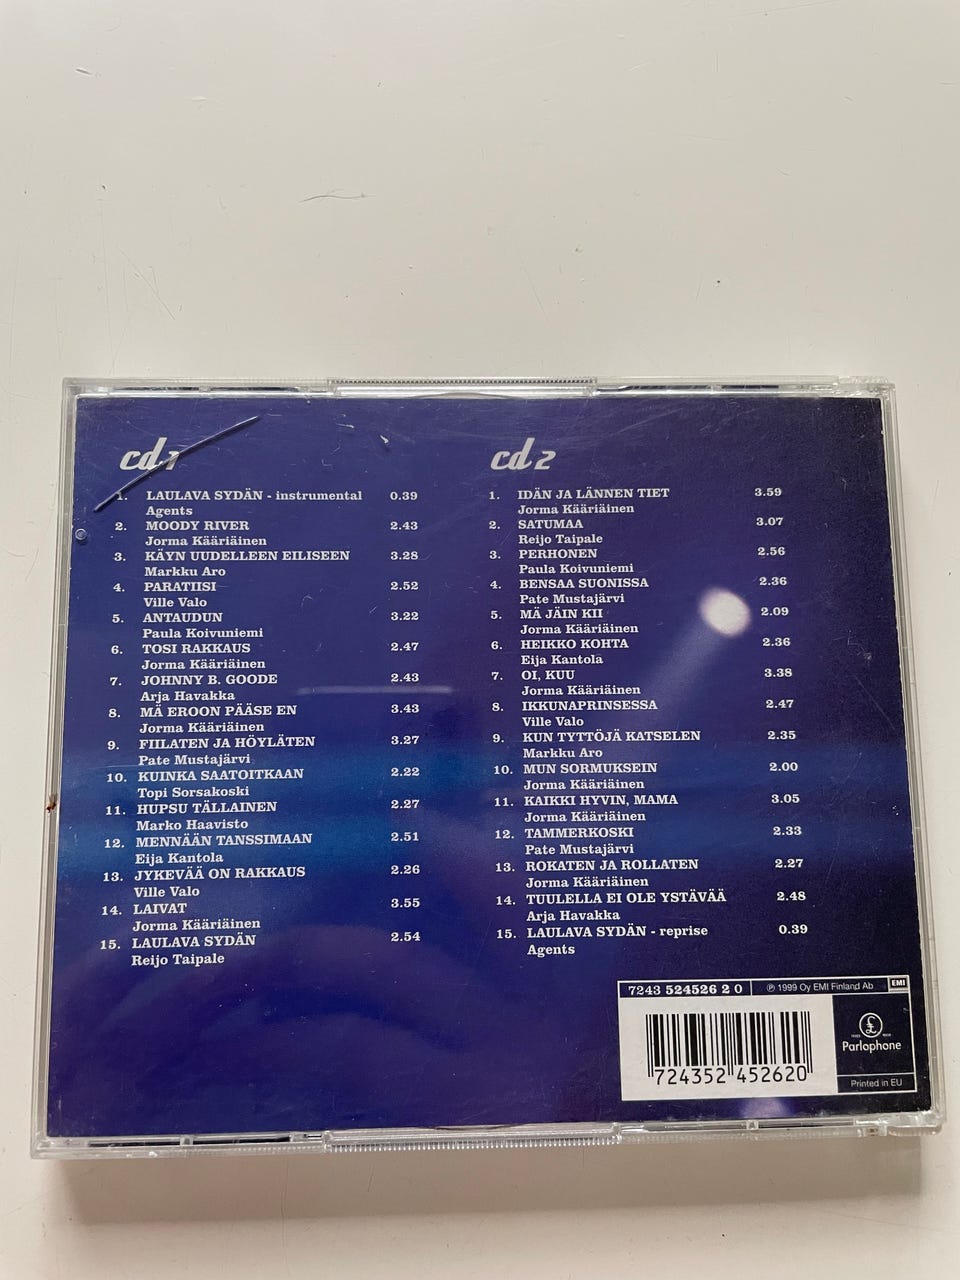 cd 1
1. LAULAVA SYDÄN - instrumental 0.39
Agents
2. MOODY RIVER 2.43
Jorma Kääriäinen
3. KÄYN UUDELLEEN EILISEEN 3.28
Markku Aro
4. PARATIISI 2.52
Ville Valo
5. ANTAUDUN 3.22
Paula Koivuniemi
6. TOSI RAKKAUS 2.47
Jorma Kääriäinen
7. JOHNNY B. GOODE 2.43
Arja Havakka
8. MÄ EROON PÄÄSE EN 3.43
Jorma Kääriäinen
9. FIILATEN JA HÖYLÄTEN 3.27
Pate Mustajärvi
10. KUINKA SAATOITKAAN 2.22
Topi Sorsakoski
11. HUPSU TÄLLAINEN 2.27
Marko Haavisto
12. MENNÄÄN TANSSIMAAN 2.51
Eija Kantola
13. JYKEVÄÄ ON RAKKAUS 2.26
Ville Valo
14. LAIVAT 3.55
Jorma Kääriäinen
15. LAULAVA SYDÄN 2.54
Reijo Taipale
cd 2
1. IDÄN JA LÄNNEN TIET 3.59
Jorma Kääriäinen
2. SATUMAA 3.07
Reijo Taipale
3. PERHONEN 2.56
Paula Koivuniemi
4. BENSAA SUONISSA 2.36
Pate Mustajärvi
5. MÄ JÄIN KII 2.09
Jorma Kääriäinen
6. HEIKKO KOHTA 2.36
Eija Kantola
7. OI, KUU 3.38
Jorma Kääriäinen
8. IKKUNAPRINSESSA 2.47
Ville Valo
9. KUN TYTTÖJÄ KATSELEN 2.35
Markku Aro
10. MUN SORMUKSEIN 2.00
Jorma Kääriäinen
11. KAIKKI HYVIN, MAMA 3.05
Jorma Kääriäinen
12. TAMMERKOSKI 2.33
Pate Mustajärvi
13. ROKATEN JA ROLLATEN 2.27
Jorma Kääriäinen
14. TUULELLA EI OLE YSTÄVÄÄ 2.48
Arja Havakka
15. LAULAVA SYDÄN - reprise 0.39
Agents
7243 524526 2 0 ℗ 1999 Oy EMI Finland Ab EMI
724352 452620
£
Parlophone
Printed in EU